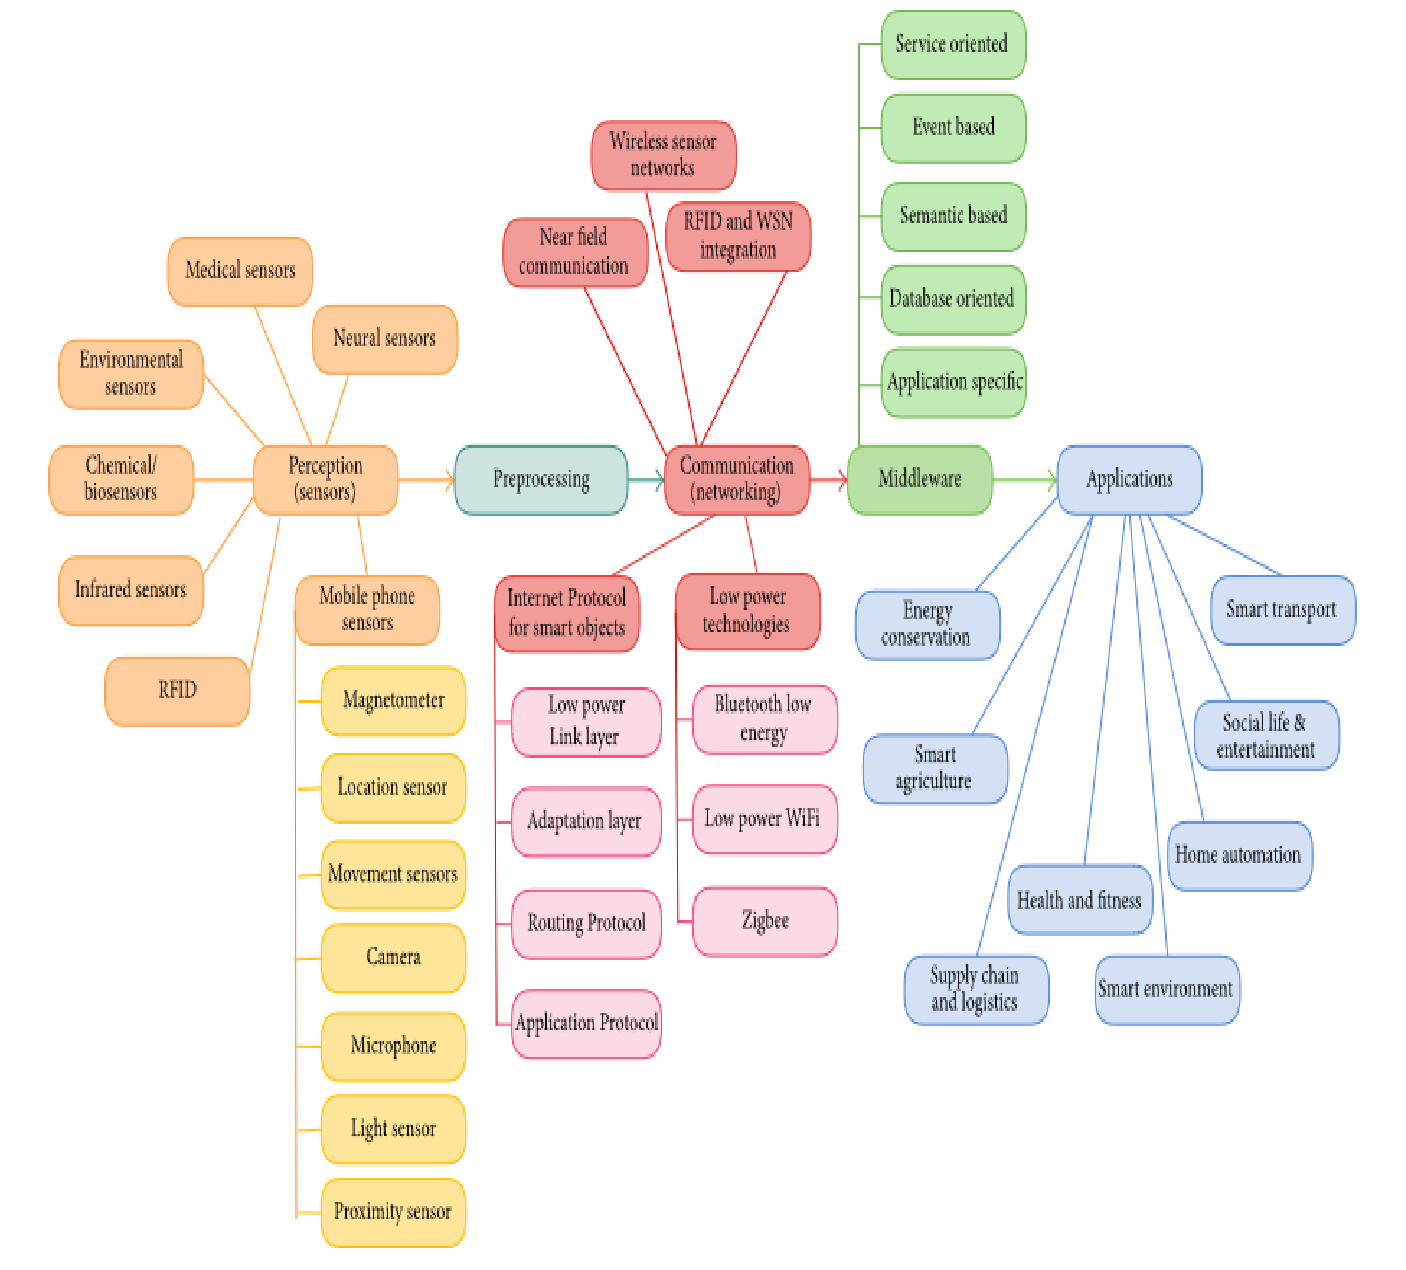 Service oriented
Event based
Semantic based
Database oriented
Application specific
Wireless sensor
networks
RFID and WSN
integration
Near field
communication
Medical sensors
Neural sensors
Environmental
sensors
Chemical/
biosensors
Perception
(sensors)
Preprocessing
Communication
(networking)
Middleware
Applications
Infrared sensors
RFID
Mobile phone
sensors
Magnetometer
Location sensor
Movement sensors
Camera
Microphone
Light sensor
Proximity sensor
Internet Protocol
for smart objects
Low power
Link layer
Adaptation layer
Routing Protocol
Application Protocol
Low power
technologies
Bluetooth low
energy
Low power WiFi
Zigbee
Energy
conservation
Smart
agriculture
Supply chain
and logistics
Health and fitness
Smart environment
Home automation
Social life &
entertainment
Smart transport